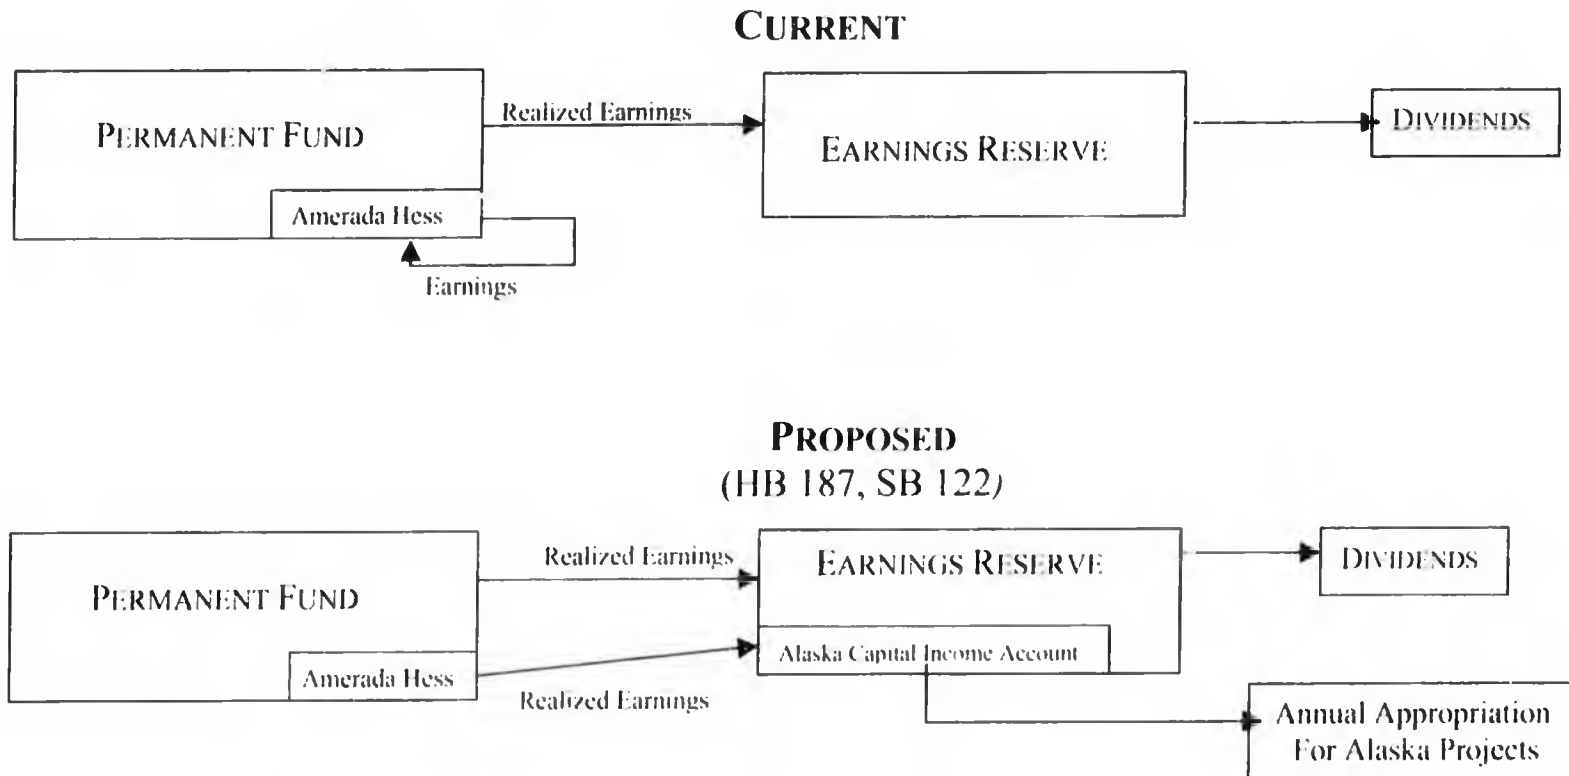 CURRENT
PERMANENT FUND
Amerada Hess
Earnings
Realized Earnings
EARNINGS RESERVE
DIVIDENDS
PROPOSED
(HB 187, SB 122)
PERMANENT FUND
Amerada Hess
Realized Earnings
Realized Earnings
EARNINGS RESERVE
Alaska Capital Income Account
DIVIDENDS
Annual Appropriation
For Alaska Projects